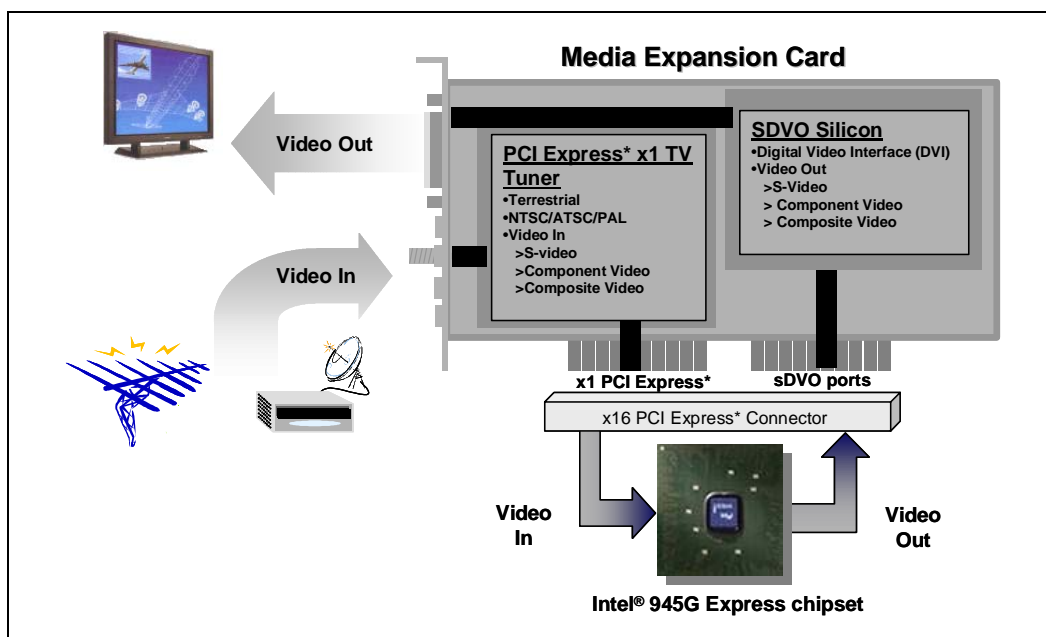 Media Expansion Card
Video Out
Video In
PCI Express* x1 TV
Tuner
•Terrestrial
•NTSC/ATSC/PAL
•Video In
>S-video
>Component Video
>Composite Video
SDVO Silicon
•Digital Video Interface (DVI)
•Video Out
>S-Video
> Component Video
> Composite Video
x1 PCI Express*
sDVO ports
x16 PCI Express* Connector
Video
In
Video
Out
Intel® 945G Express chipset